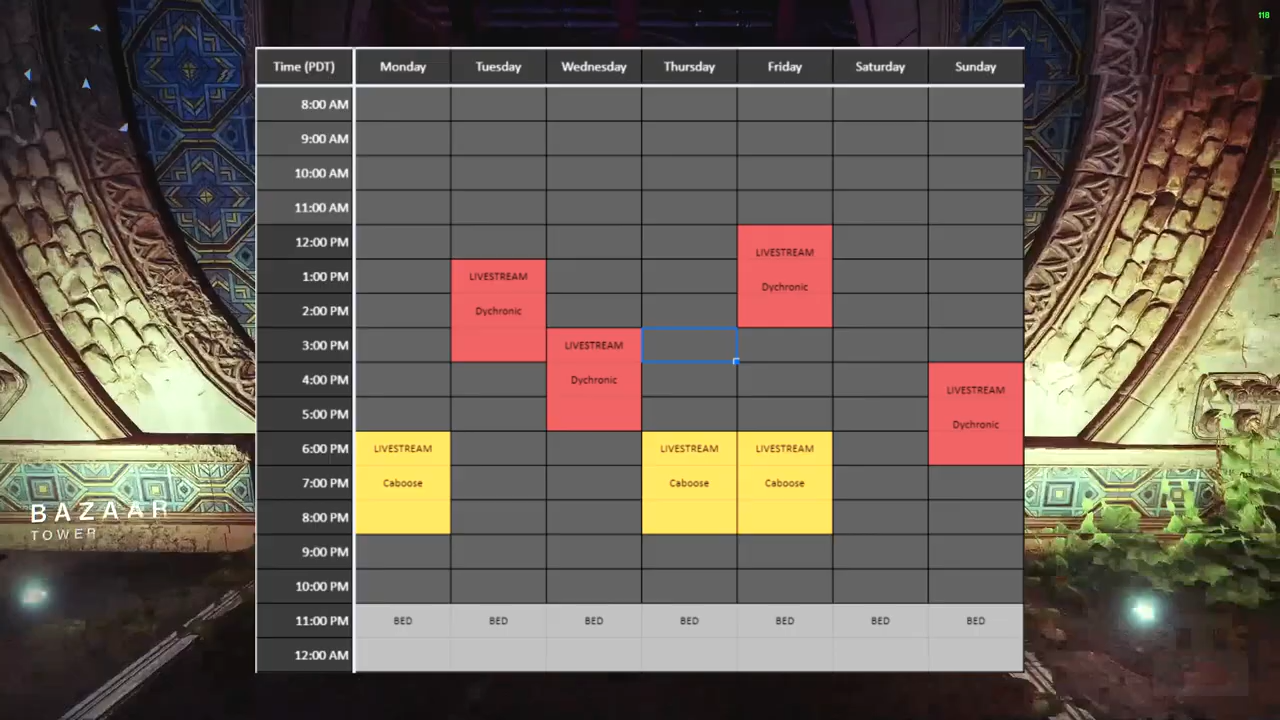 118
Time (PDT) Monday Tuesday Wednesday Thursday Friday Saturday Sunday
8:00 AM
9:00 AM
10:00 AM
11:00 AM
12:00 PM
LIVESTREAM
1:00 PM LIVESTREAM
Dychronic
2:00 PM Dychronic
3:00 PM LIVESTREAM
4:00 PM Dychronic
LIVESTREAM
5:00 PM
Dychronic
6:00 PM LIVESTREAM LIVESTREAM LIVESTREAM
7:00 PM Caboose Caboose Caboose
8:00 PM
BAZAAR
TOWER
9:00 PM
10:00 PM
11:00 PM BED BED BED BED BED BED BED
12:00 AM